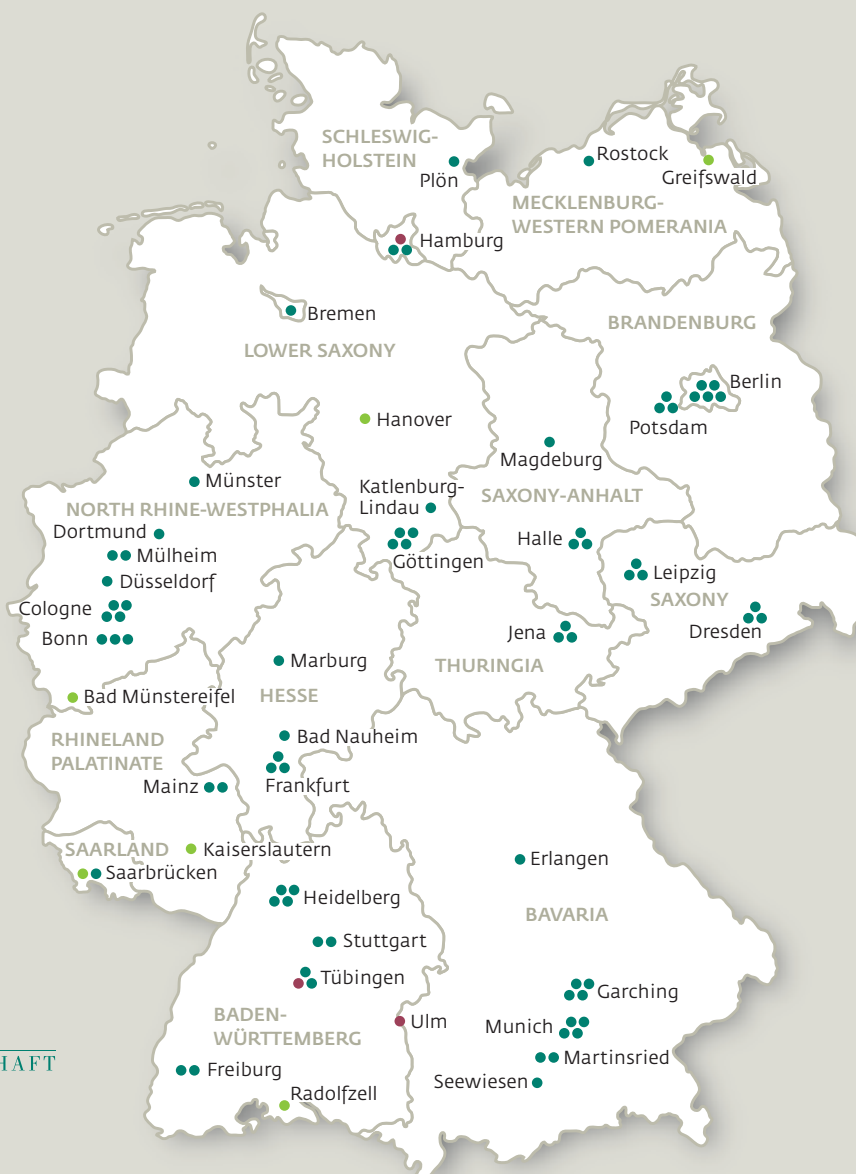 SCHLESWIG-
HOLSTEIN
Plön
Rostock
Greifswald
MECKLENBURG-
WESTERN POMERANIA
Hamburg
Bremen
LOWER SAXONY
BRANDENBURG
Berlin
Potsdam
Hanover
Magdeburg
SAXONY-ANHALT
Münster
NORTH RHINE-WESTPHALIA
Katlenburg-
Lindau
Dortmund
Mülheim
Göttingen
Halle
Düsseldorf
Leipzig
SAXONY
Cologne
Bonn
Jena
Dresden
Marburg
THURINGIA
HESSE
Bad Münstereifel
RHINELAND
PALATINATE
Bad Nauheim
Mainz
Frankfurt
SAARLAND
Kaiserslautern
Saarbrücken
Erlangen
Heidelberg
BAVARIA
Stuttgart
Tübingen
Garching
BADEN-
WÜRTTEMBERG
Ulm
Munich
Martinsried
HAFT
Freiburg
Seewiesen
Radolfzell